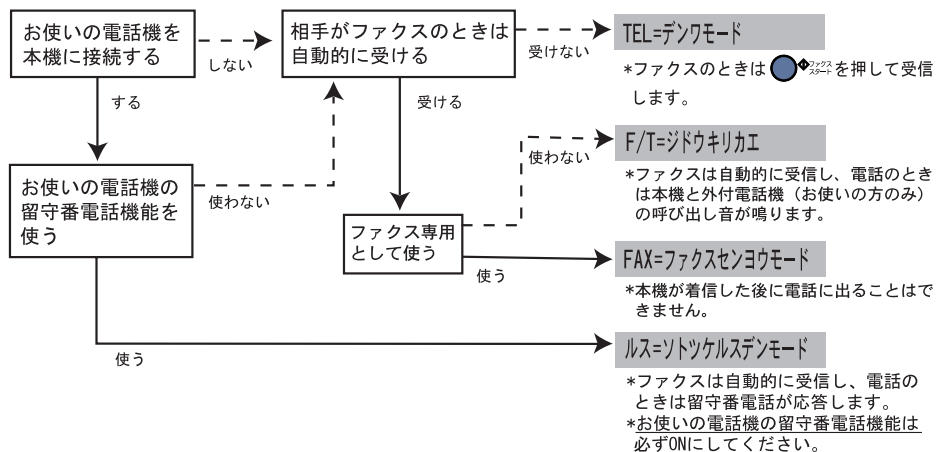 お使いの電話機を
本機に接続する
しない
相手がファクスのときは
自動的に受ける
受けない
TEL=デンワモード
*ファクスのときは ファクス スタート を押して受信
します。
する
受ける
F/T=ジドウキリカエ
使わない
*ファクスは自動的に受信し、電話のとき
は本機と外付電話機（お使いの方のみ）
の呼び出し音が鳴ります。
お使いの電話機の
留守番電話機能を
使う
使わない
ファクス専用
として使う
使う
FAX=ファクスセンヨウモード
*本機が着信した後に電話に出ることはで
きません。
使う
ルス=ソトツケルスデンモード
*ファクスは自動的に受信し、電話の
ときは留守番電話が応答します。
*お使いの電話機の留守番電話機能は
必ずONにしてください。